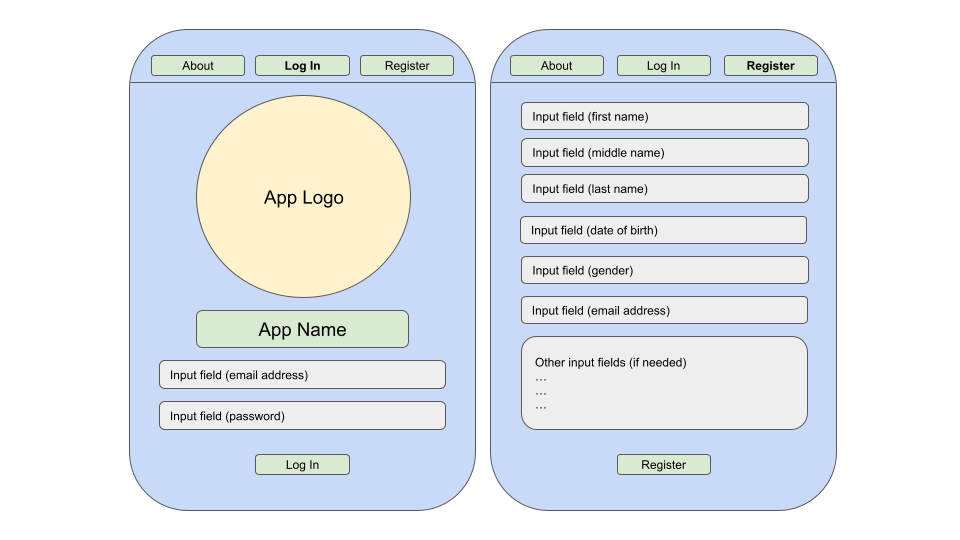 About
Log In
Register
App Logo
App Name
Input field (email address)
Input field (password)
Log In
About
Log In
Register
Input field (first name)
Input field (middle name)
Input field (last name)
Input field (date of birth)
Input field (gender)
Input field (email address)
Other input fields (if needed)
…
…
…
Register